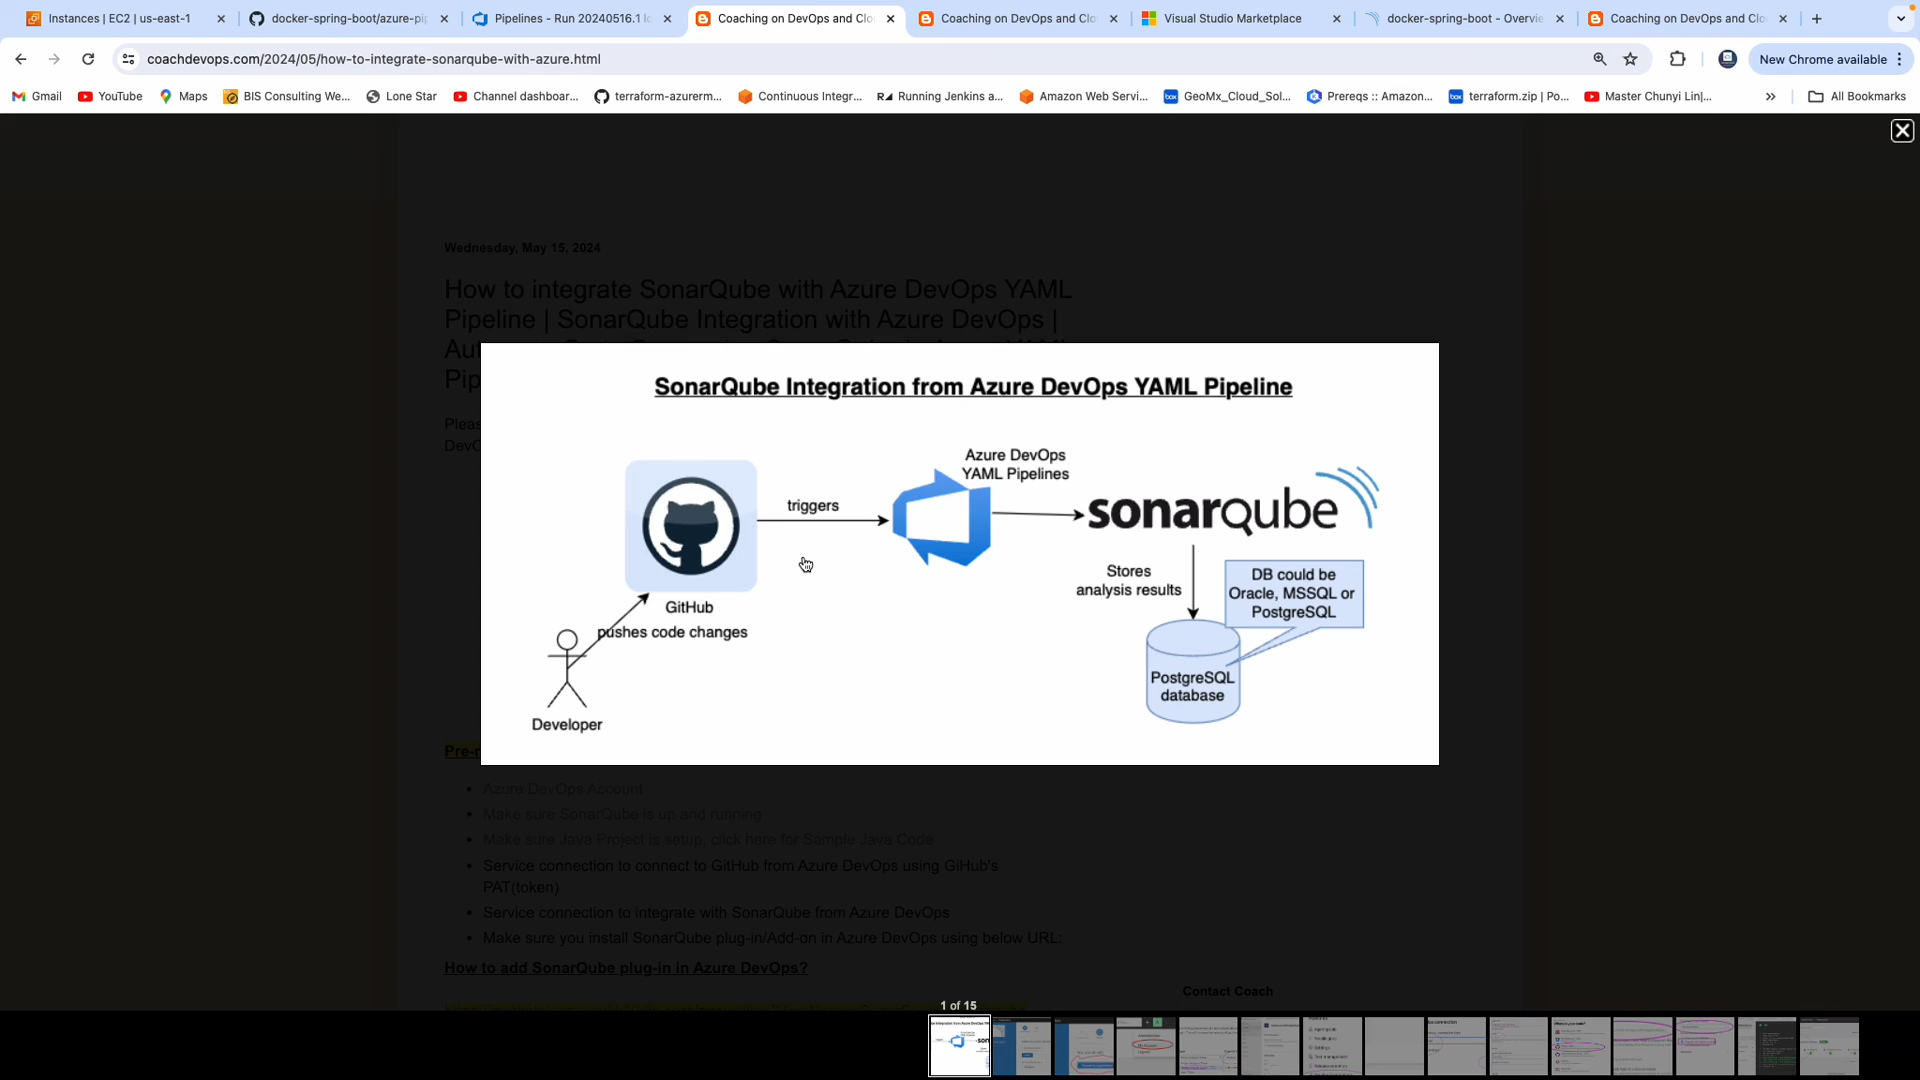 Instances | EC2 | us-east-1
docker-spring-boot/azure-pip
Pipelines - Run 20240516.1 lo
Coaching on DevOps and Clo
Coaching on DevOps and Clo
Visual Studio Marketplace
docker-spring-boot - Overvie
Coaching on DevOps and Clo
coachdevops.com/2024/05/how-to-integrate-sonarqube-with-azure.html
New Chrome available
Gmail
YouTube
Maps
BIS Consulting We...
Lone Star
Channel dashboar...
terraform-azurerm...
Continuous Integr...
Running Jenkins a...
Amazon Web Servi...
GeoMx_Cloud_Sol...
Prereqs :: Amazon...
terraform.zip | Po...
Master Chunyi Lin|...
All Bookmarks
Wednesday, May 15, 2024
How to integrate SonarQube with Azure DevOps YAML
Pipeline | SonarQube Integration with Azure DevOps |
SonarQube Integration from Azure DevOps YAML Pipeline
Azure DevOps
YAML Pipelines
triggers
sonarqube
Stores
analysis results
DB could be
Oracle, MSSQL or
PostgreSQL
GitHub
pushes code changes
PostgreSQL
database
Developer
Azure DevOps Account
Make sure SonarQube is up and running
Make sure Java Project is setup, click here for Sample Java Code
Service connection to connect to GitHub from Azure DevOps using GiHub's
PAT(token)
Service connection to integrate with SonarQube from Azure DevOps
Make sure you install SonarQube plug-in/Add-on in Azure DevOps using below URL:
How to add SonarQube plug-in in Azure DevOps?
Contact Coach
1 of 15